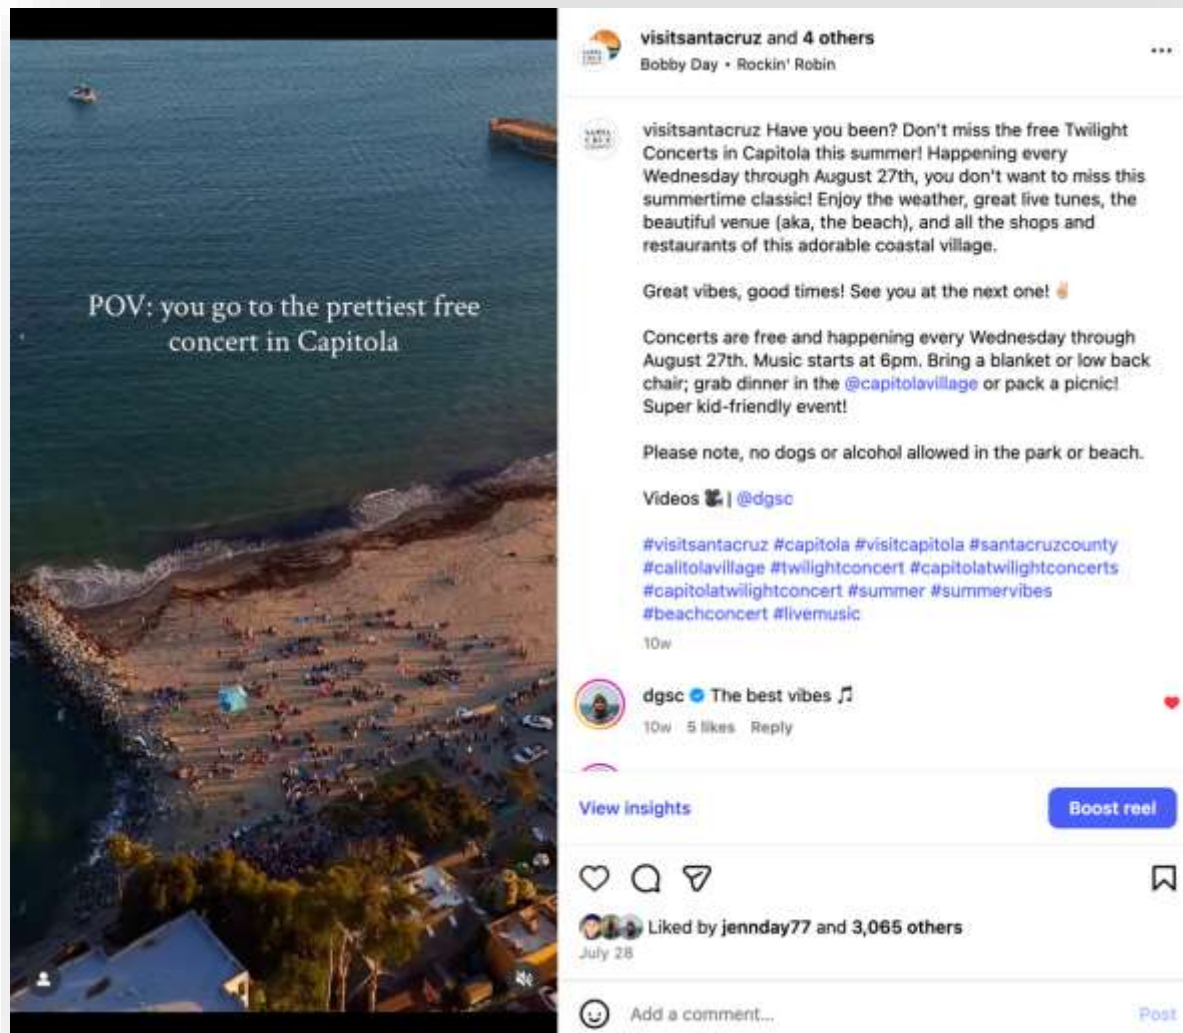 POV: you go to the prettiest free
concert in Capitola
visitsantacruz and 4 others
Bobby Day • Rockin' Robin
visitsantacruz Have you been? Don't miss the free Twilight
Concerts in Capitola this summer! Happening every
Wednesday through August 27th, you don't want to miss this
summertime classic! Enjoy the weather, great live tunes, the
beautiful venue (aka, the beach), and all the shops and
restaurants of this adorable coastal village.
Great vibes, good times! See you at the next one! ✌🏼
Concerts are free and happening every Wednesday through
August 27th. Music starts at 6pm. Bring a blanket or low back
chair; grab dinner in the @capitolavillage or pack a picnic!
Super kid-friendly event!
Please note, no dogs or alcohol allowed in the park or beach.
Videos 🎥 | @dgsc
#visitsantacruz #capitola #visitcapitola #santacruzcounty
#calitolavillage #twilightconcert #capitolatwilightconcerts
#capitolatwilightconcert #summer #summervibes
#beachconcert #livemusic
10w
dgsc The best vibes 🎵
10w 5 likes Reply
View insights
Boost reel
Liked by jennday77 and 3,065 others
July 28
Add a comment...
Post